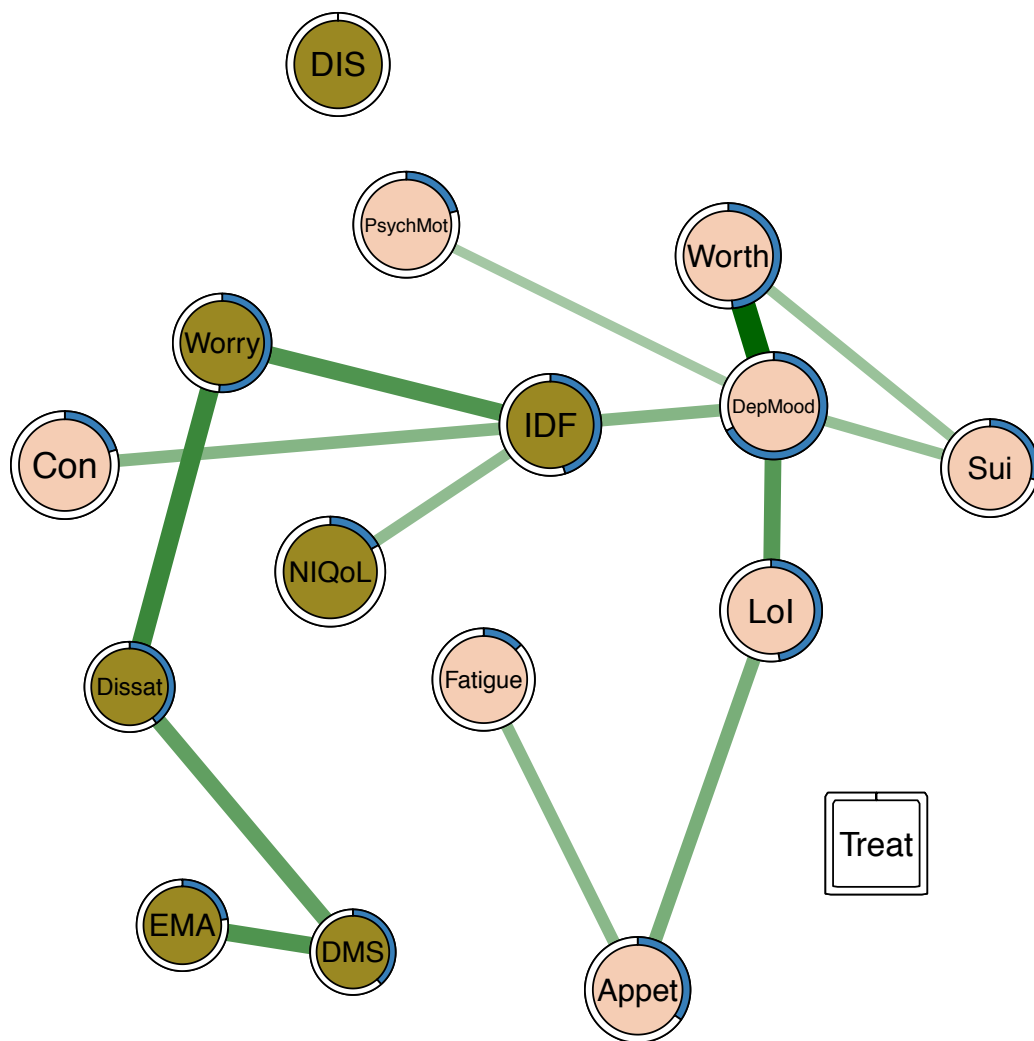 DIS
PsychMot
Worth
Worry
DepMood
IDF
Con
Sui
NIQoL
LoI
Fatigue
Dissat
Treat
EMA
DMS
Appet